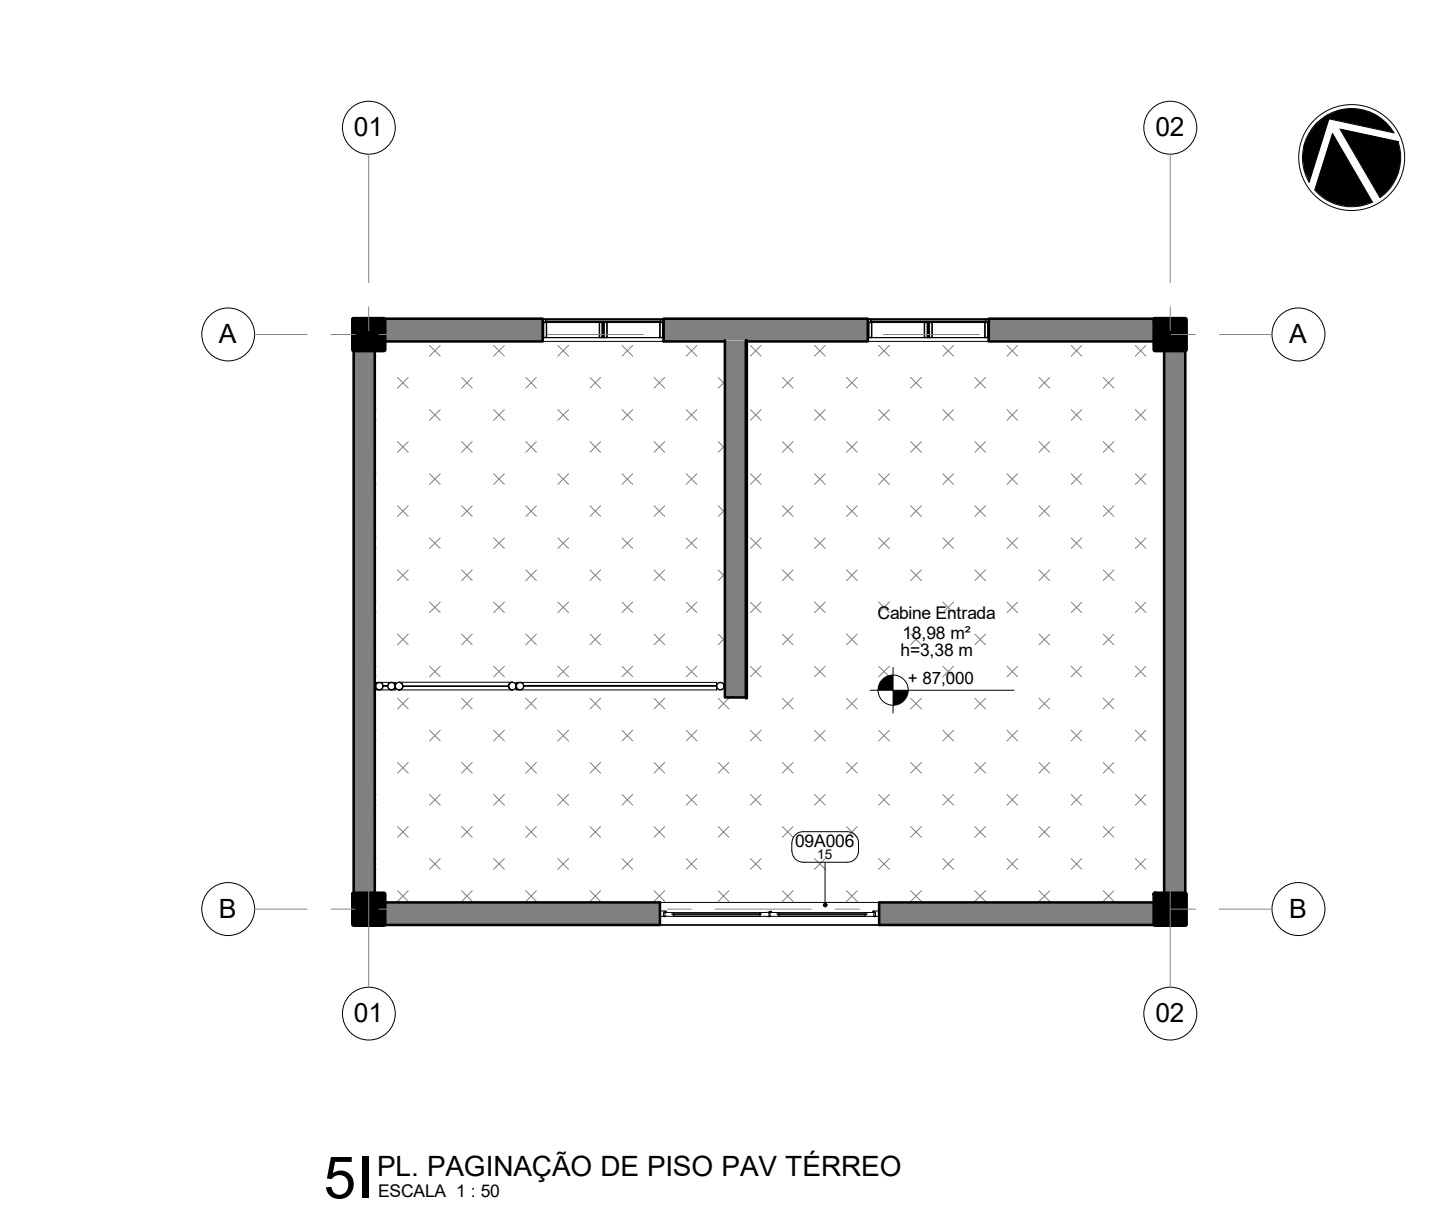 01
02
A
A
Cabine Entrada
18,98 m²
h=3,38 m
+ 87,000
09A006
15
B
B
01
02
5 PL. PAGINAÇÃO DE PISO PAV TÉRREO
ESCALA 1 : 50